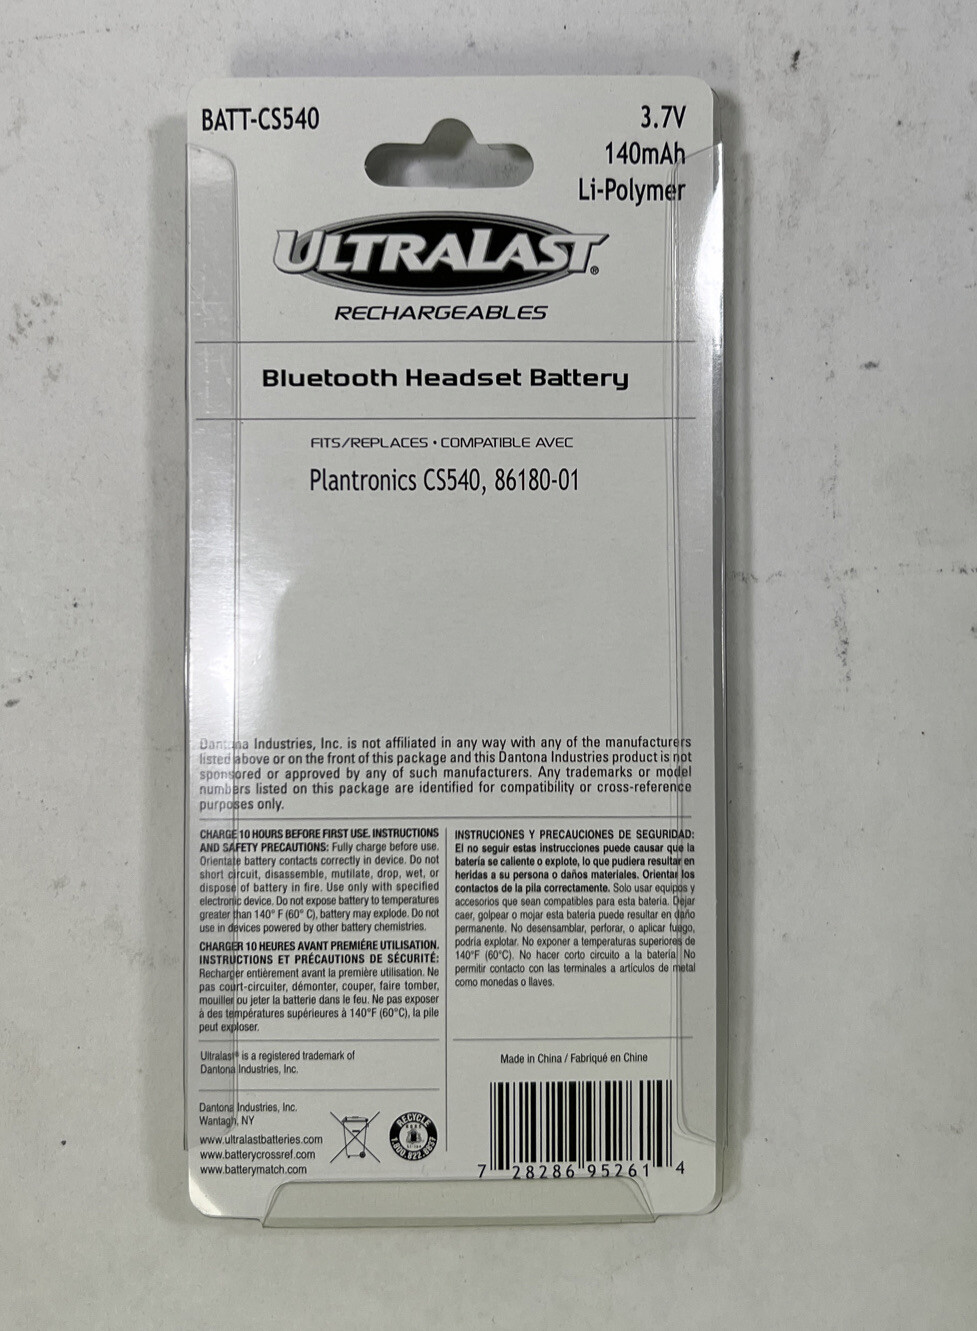 BATT-CS540
3.7V
140mAh
Li-Polymer
ULTRALAST®
RECHARGEABLES
Bluetooth Headset Battery
FITS/REPLACES • COMPATIBLE AVEC
Plantronics CS540, 86180-01
Dantona Industries, Inc. is not affiliated in any way with any of the manufacturers
listed above or on the front of this package and this Dantona Industries product is not
sponsored or approved by any of such manufacturers. Any trademarks or model
numbers listed on this package are identified for compatibility or cross-reference
purposes only.
CHARGE 10 HOURS BEFORE FIRST USE. INSTRUCTIONS
AND SAFETY PRECAUTIONS: Fully charge before use.
Orientate battery contacts correctly in device. Do not
short circuit, disassemble, mutilate, drop, wet, or
dispose of battery in fire. Use only with specified
electronic device. Do not expose battery to temperatures
greater than 140° F (60° C), battery may explode. Do not
use in devices powered by other battery chemistries.
CHARGER 10 HEURES AVANT PREMIÈRE UTILISATION.
INSTRUCTIONS ET PRÉCAUTIONS DE SÉCURITÉ:
Recharger entièrement avant la première utilisation. Ne
pas court-circuiter, démonter, couper, faire tomber,
mouiller ou jeter la batterie dans le feu. Ne pas exposer
à des températures supérieures à 140°F (60°C), la pile
peut exploser.
Ultralast® is a registered trademark of
Dantona Industries, Inc.
Dantona Industries, Inc.
Wantagh, NY
www.ultralastbatteries.com
www.batterycrossref.com
www.batterymatch.com
RECYCLE
1.800.822.8837
INSTRUCIONES Y PRECAUCIONES DE SEGURIDAD:
El no seguir estas instrucciones puede causar que la
batería se caliente o explote, lo que pudiera resultar en
heridas a su persona o daños materiales. Orientar los
contactos de la pila correctamente. Solo usar equipos y
accesorios que sean compatibles para esta bateria. Dejar
caer, golpear o mojar esta bateria puede resultar en daño
permanente. No desensamblar, perforar, o aplicar fuego,
podria explotar. No exponer a temperaturas superiores de
140°F (60°C). No hacer corto circuito a la bateria. No
permitir contacto con las terminales a artículos de metal
como monedas o llaves.
Made in China / Fabriqué en Chine
7 28286 95261 4